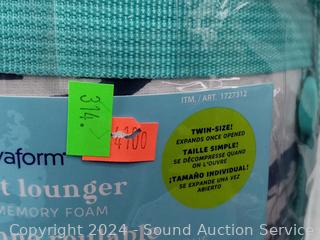 ITM. / ART. 1727312
314.
4100
TWIN-SIZE!
EXPANDS ONCE OPENED
TAILLE SIMPLE!
SE DÉCOMPRESSE QUAND
ON L'OUVRE
¡TAMAÑO INDIVIDUAL!
SE EXPANDE UNA VEZ
ABIERTO
vaform
t lounger
MEMORY FOAM
Copyright 2024 - Sound Auction Service